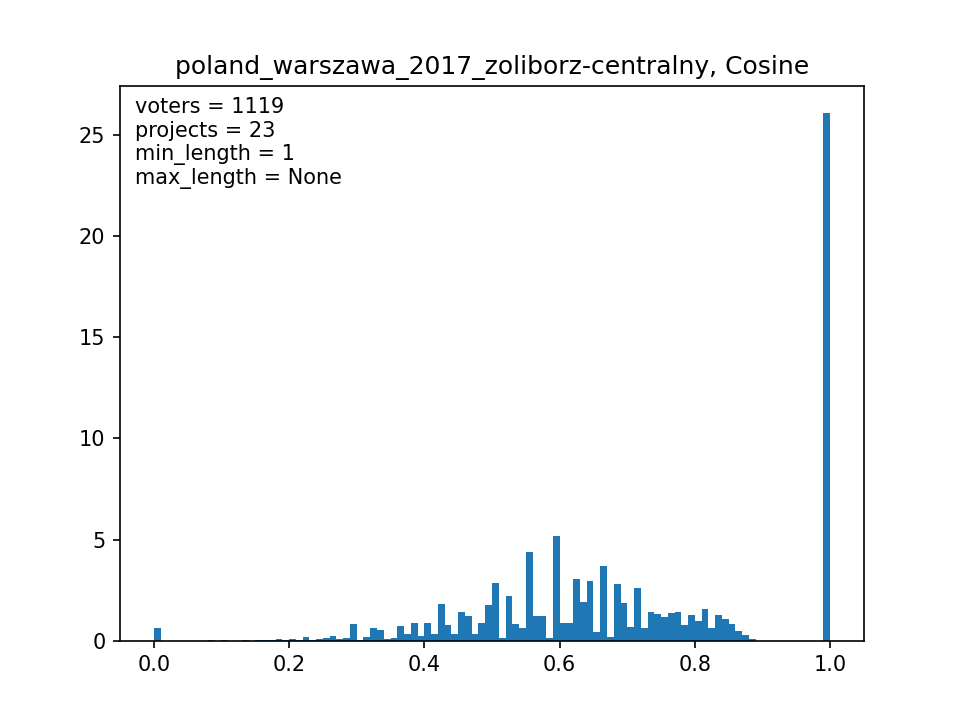 poland_warszawa_2017_zoliborz-centralny, Cosine
voters = 1119
projects = 23
min_length = 1
max_length = None
25
20
15
10
5
0
0.0 0.2 0.4 0.6 0.8 1.0